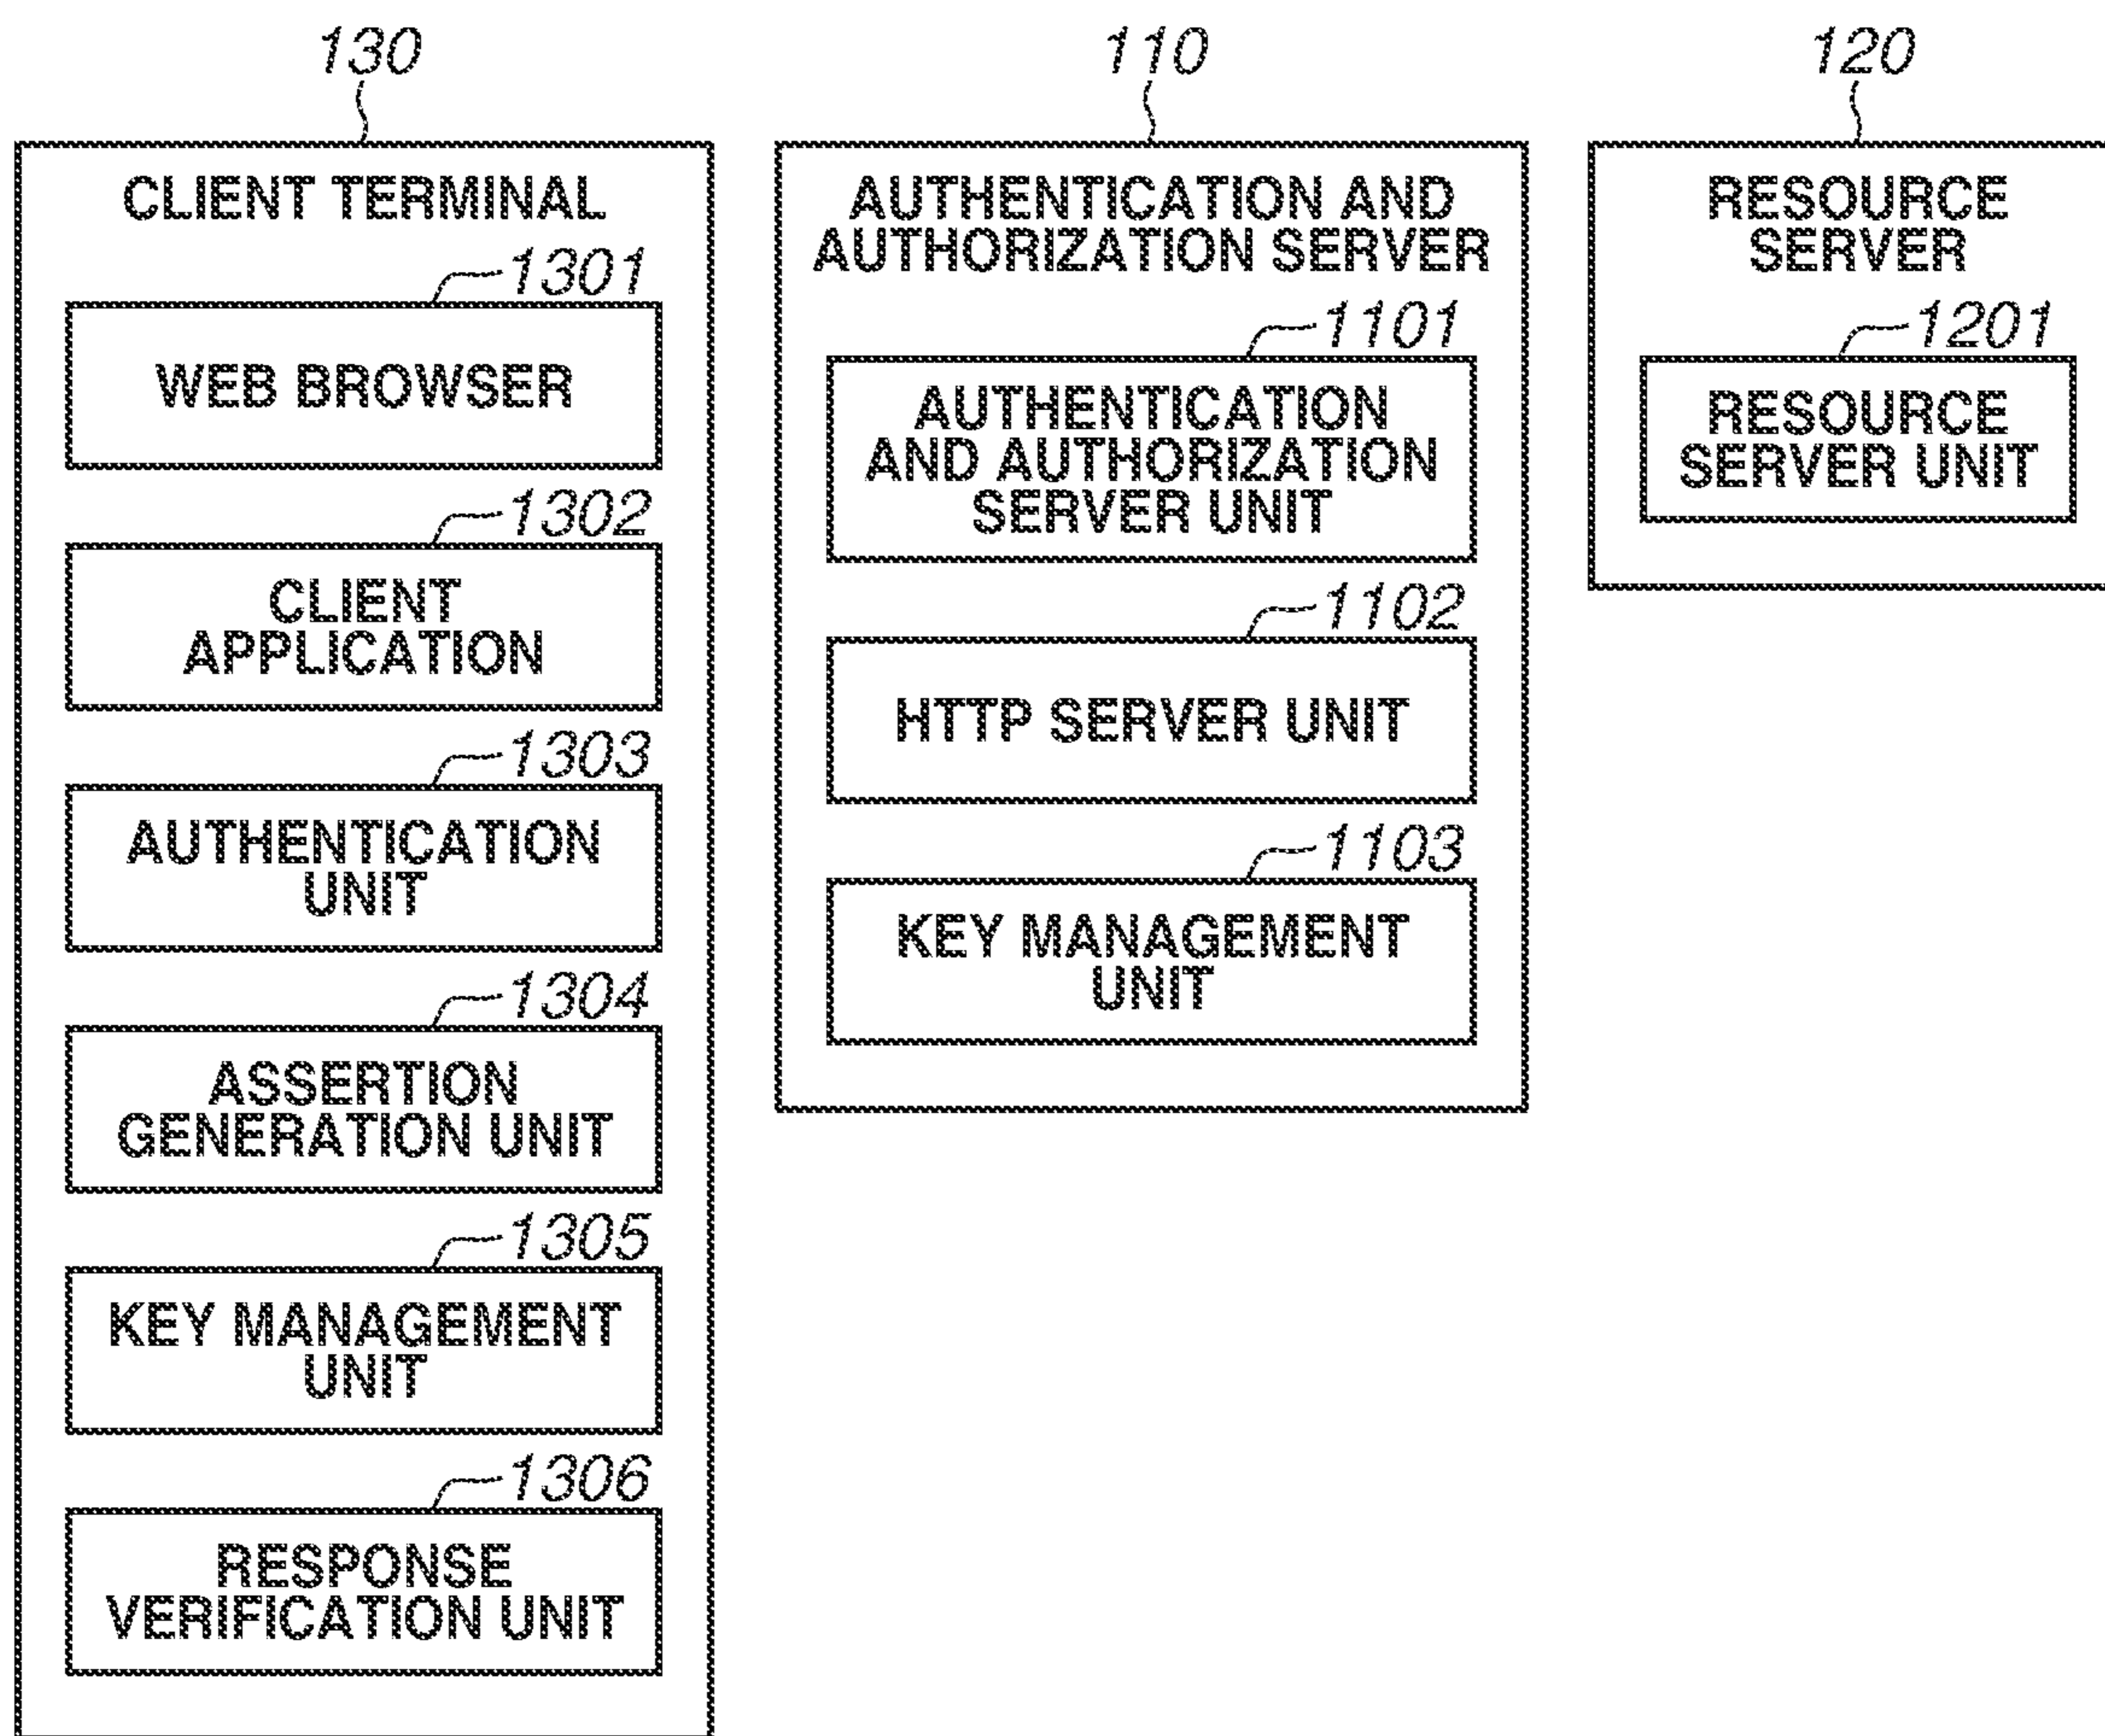 130
CLIENT TERMINAL
1301
WEB BROWSER
1302
CLIENT
APPLICATION
1303
AUTHENTICATION
UNIT
1304
ASSERTION
GENERATION UNIT
1305
KEY MANAGEMENT
UNIT
1306
RESPONSE
VERIFICATION UNIT
110
AUTHENTICATION AND
AUTHORIZATION SERVER
1101
AUTHENTICATION
AND AUTHORIZATION
SERVER UNIT
1102
HTTP SERVER UNIT
1103
KEY MANAGEMENT
UNIT
120
RESOURCE
SERVER
1201
RESOURCE
SERVER UNIT